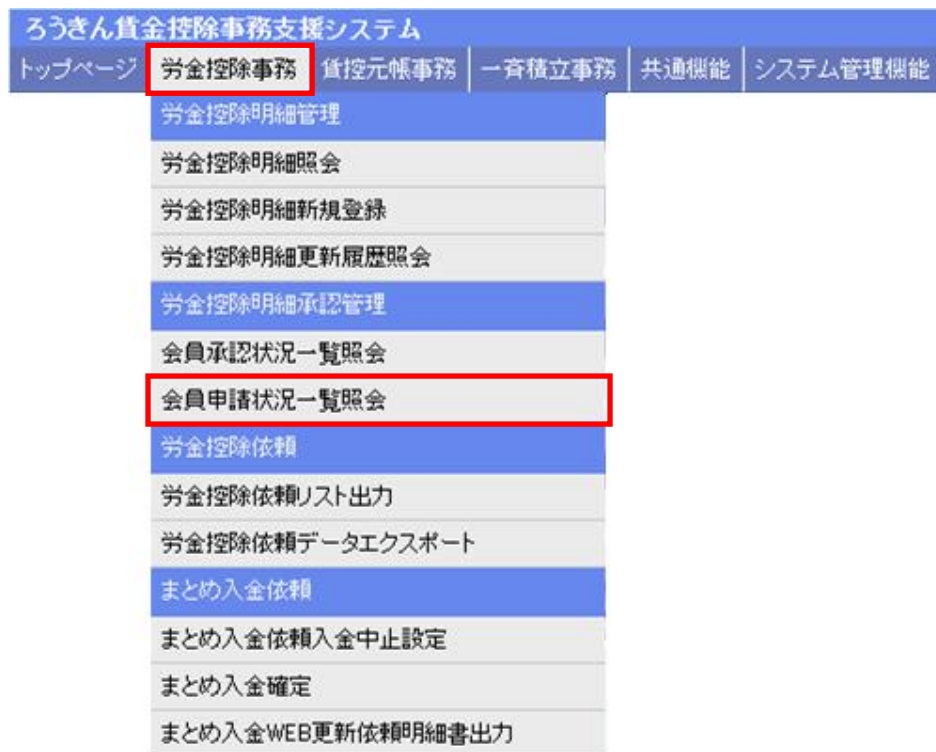 ろうきん賃金控除事務支援システム
トップページ 労金控除事務 賃控元帳事務 一斉積立事務 共通機能 システム管理機能
労金控除明細管理
労金控除明細照会
労金控除明細新規登録
労金控除明細更新履歴照会
労金控除明細承認管理
会員承認状況一覧照会
会員申請状況一覧照会
労金控除依頼
労金控除依頼リスト出力
労金控除依頼データエクスポート
まとめ入金依頼
まとめ入金依頼入金中止設定
まとめ入金確定
まとめ入金WEB更新依頼明細書出力